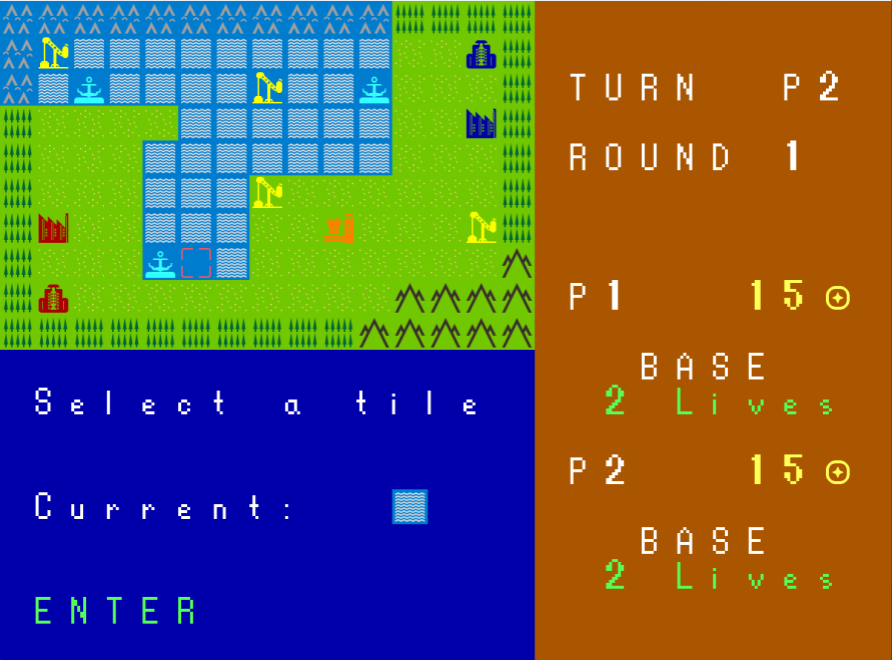 TURN P2
ROUND 1
P1 15
BASE
2 Lives
P2 15
BASE
2 Lives
Select a tile
Current:
ENTER